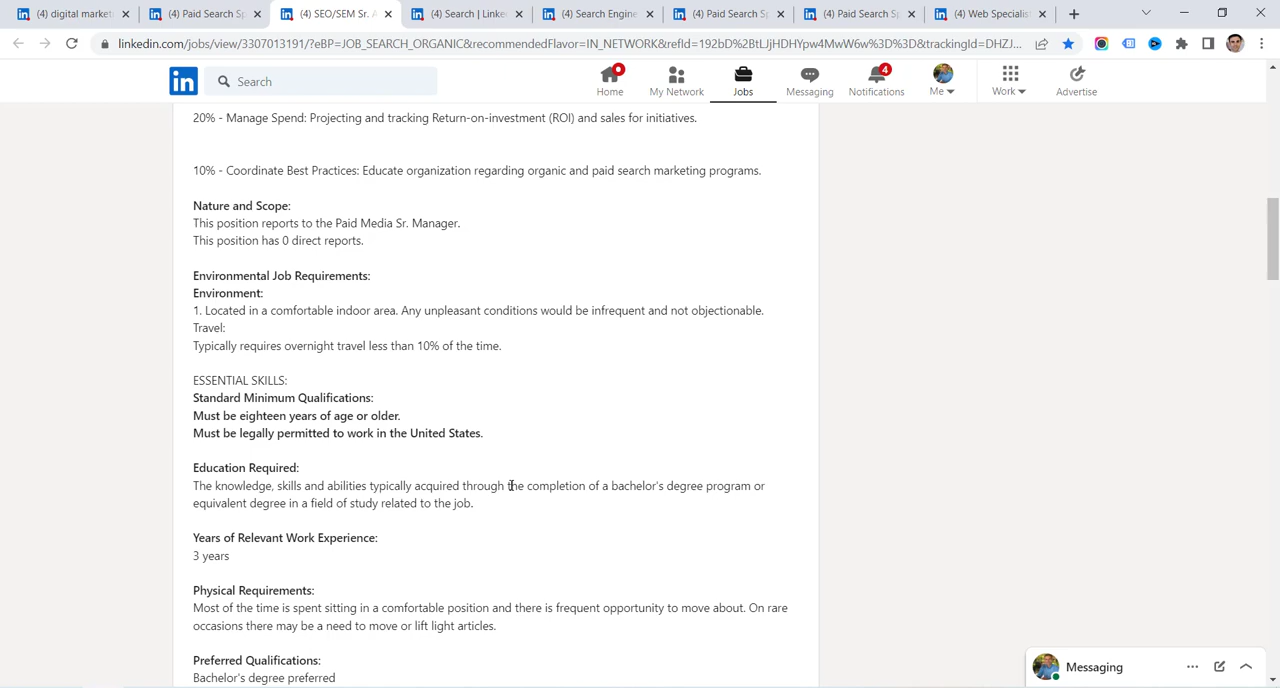 (4) digital market
(4) Paid Search Sp
(4) SEO/SEM Sr. A
(4) Search | Linke
(4) Search Engine
(4) Paid Search Sp
(4) Paid Search Sp
(4) Web Specialis
linkedin.com/jobs/view/3307013191/?eBP=JOB_SEARCH_ORGANIC&recommendedFlavor=IN_NETWORK&refId=192bD%2BtLJjHDHYpw4MwW6w%3D%3D&trackingId=DHZJ...
in
Search
Home
My Network
Jobs
Messaging
4
Notifications
Me
Work
Advertise
20% - Manage Spend: Projecting and tracking Return-on-investment (ROI) and sales for initiatives.
10% - Coordinate Best Practices: Educate organization regarding organic and paid search marketing programs.
Nature and Scope:
This position reports to the Paid Media Sr. Manager.
This position has 0 direct reports.
Environmental Job Requirements:
Environment:
1. Located in a comfortable indoor area. Any unpleasant conditions would be infrequent and not objectionable.
Travel:
Typically requires overnight travel less than 10% of the time.
ESSENTIAL SKILLS:
Standard Minimum Qualifications:
Must be eighteen years of age or older.
Must be legally permitted to work in the United States.
Education Required:
The knowledge, skills and abilities typically acquired through the completion of a bachelor's degree program or
equivalent degree in a field of study related to the job.
Years of Relevant Work Experience:
3 years
Physical Requirements:
Most of the time is spent sitting in a comfortable position and there is frequent opportunity to move about. On rare
occasions there may be a need to move or lift light articles.
Preferred Qualifications:
Bachelor's degree preferred
Messaging